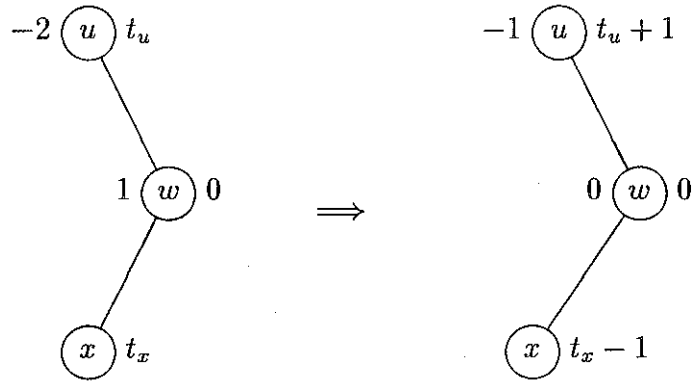 −2 u t_u −1 u t_u + 1
1 w 0 ⟹ 0 w 0
x t_x x t_x − 1